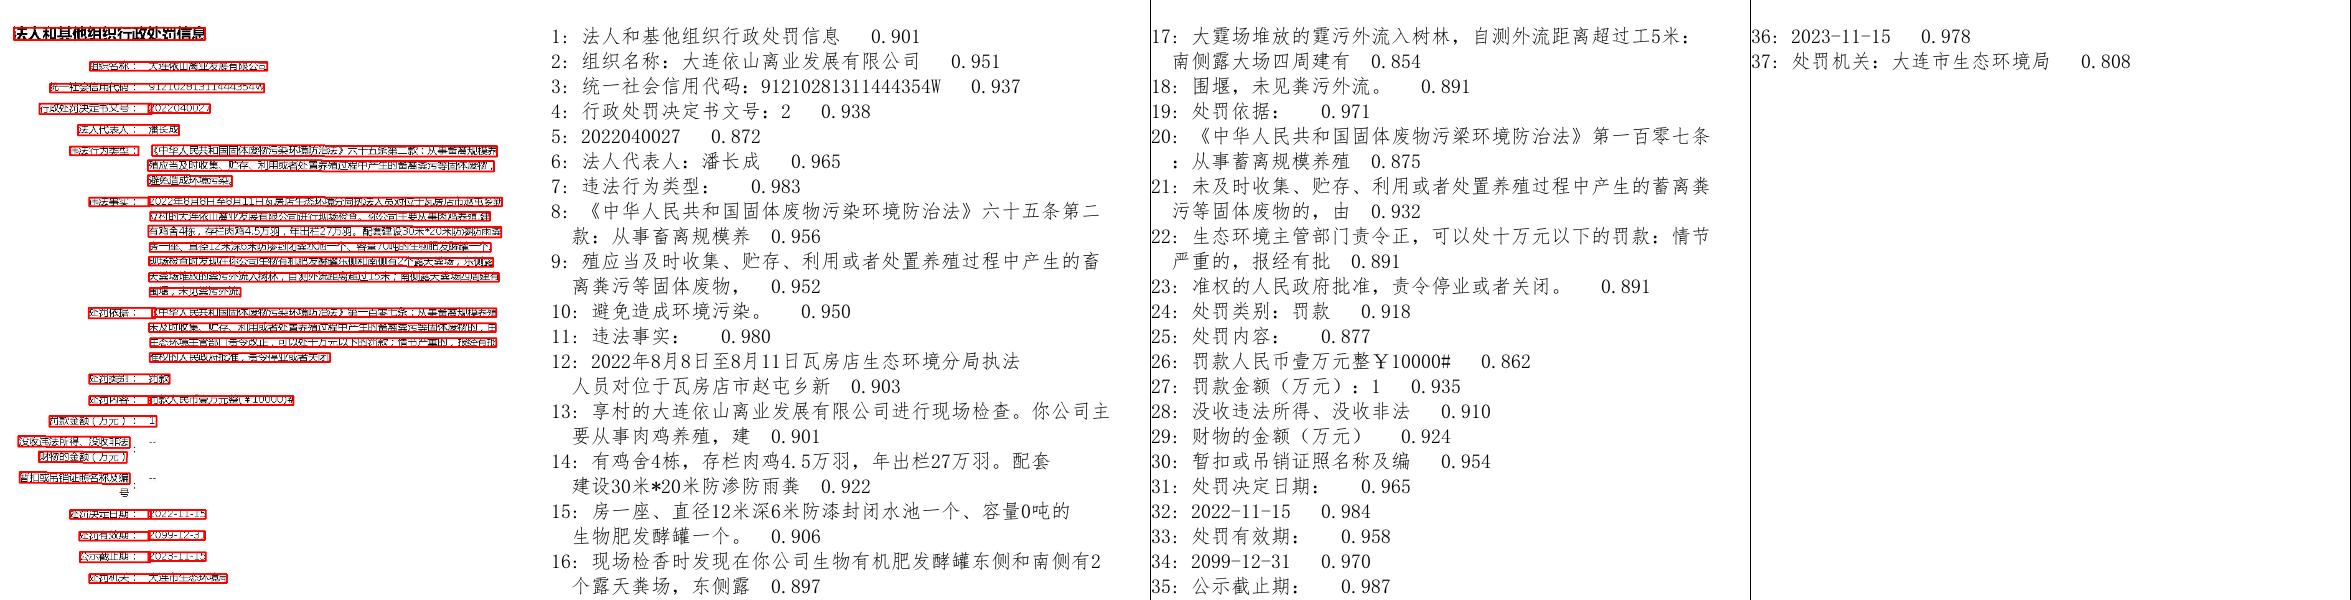 法人和其他组织行政处罚信息
组织名称： 大连依山禽业发展有限公司
统一社会信用代码： 91210281311444354W
行政处罚决定书文号： 2022040027
法人代表人： 潘长成
违法行为类型： 《中华人民共和国固体废物污染环境防治法》六十五条第二款：从事畜禽规模养
殖应当及时收集、贮存、利用或者处置养殖过程中产生的畜禽粪污等固体废物，
避免造成环境污染。
违法事实： 2022年8月8日至8月11日瓦房店生态环境分局执法人员对位于瓦房店市赵屯乡新
有鸡舍4栋，存栏肉鸡4.5万羽，年出栏27万羽。配套建设30米*20米防渗防雨粪
房一座、直径12米深6米防渗封闭粪水池一个、容量70吨的生物肥发酵罐一个。
现场检查时发现在你公司生物有机肥发酵罐东侧和南侧有2个露天粪场，东侧露
天粪场堆放的粪污外流入树林，自测外流距离超过15米；南侧露天粪场四周建有
围堰，未见粪污外流。
处罚依据： 《中华人民共和国固体废物污染环境防治法》第一百零七条：从事畜禽规模养殖
未及时收集、贮存、利用或者处置养殖过程中产生的畜禽粪污等固体废物的，由
生态环境主管部门责令改正，可以处十万元以下的罚款；情节严重的，报经有批
准权的人民政府批准，责令停业或者关闭。
处罚类别： 罚款
处罚内容： 罚款人民币壹万元整(￥10000)#
罚款金额（万元）： 1
没收违法所得、没收非法 --
：
财物的金额（万元）
暂扣或吊销证照名称及编 --
：
号
处罚决定日期： 2022-11-15
处罚有效期： 2099-12-31
公示截止期： 2023-11-15
处罚机关： 大连市生态环境局
1: 法人和基他组织行政处罚信息 0.901
2: 组织名称：大连依山离业发展有限公司 0.951
3: 统一社会信用代码：91210281311444354W 0.937
4: 行政处罚决定书文号：2 0.938
5: 2022040027 0.872
6: 法人代表人：潘长成 0.965
7: 违法行为类型： 0.983
8: 《中华人民共和国固体废物污染环境防治法》六十五条第二
款：从事畜离规模养 0.956
9: 殖应当及时收集、贮存、利用或者处置养殖过程中产生的畜
离粪污等固体废物， 0.952
10: 避免造成环境污染。 0.950
11: 违法事实： 0.980
12: 2022年8月8日至8月11日瓦房店生态环境分局执法
人员对位于瓦房店市赵屯乡新 0.903
13: 享村的大连依山离业发展有限公司进行现场检查。你公司主
要从事肉鸡养殖，建 0.901
14: 有鸡舍4栋，存栏肉鸡4.5万羽，年出栏27万羽。配套
建设30米*20米防渗防雨粪 0.922
15: 房一座、直径12米深6米防漆封闭水池一个、容量0吨的
生物肥发酵罐一个。 0.906
16: 现场检香时发现在你公司生物有机肥发酵罐东侧和南侧有2
个露天粪场，东侧露 0.897
17: 大霆场堆放的霆污外流入树林，自测外流距离超过工5米：
南侧露大场四周建有 0.854
18: 围堰，未见粪污外流。 0.891
19: 处罚依据： 0.971
20: 《中华人民共和国固体废物污梁环境防治法》第一百零七条
：从事蓄离规模养殖 0.875
21: 未及时收集、贮存、利用或者处置养殖过程中产生的蓄离粪
污等固体废物的，由 0.932
22: 生态环境主管部门责令正，可以处十万元以下的罚款：情节
严重的，报经有批 0.891
23: 准权的人民政府批准，责令停业或者关闭。 0.891
24: 处罚类别：罚款 0.918
25: 处罚内容： 0.877
26: 罚款人民币壹万元整￥10000# 0.862
27: 罚款金额（万元）：1 0.935
28: 没收违法所得、没收非法 0.910
29: 财物的金额（万元） 0.924
30: 暂扣或吊销证照名称及编 0.954
31: 处罚决定日期： 0.965
32: 2022-11-15 0.984
33: 处罚有效期： 0.958
34: 2099-12-31 0.970
35: 公示截止期： 0.987
36: 2023-11-15 0.978
37: 处罚机关：大连市生态环境局 0.808